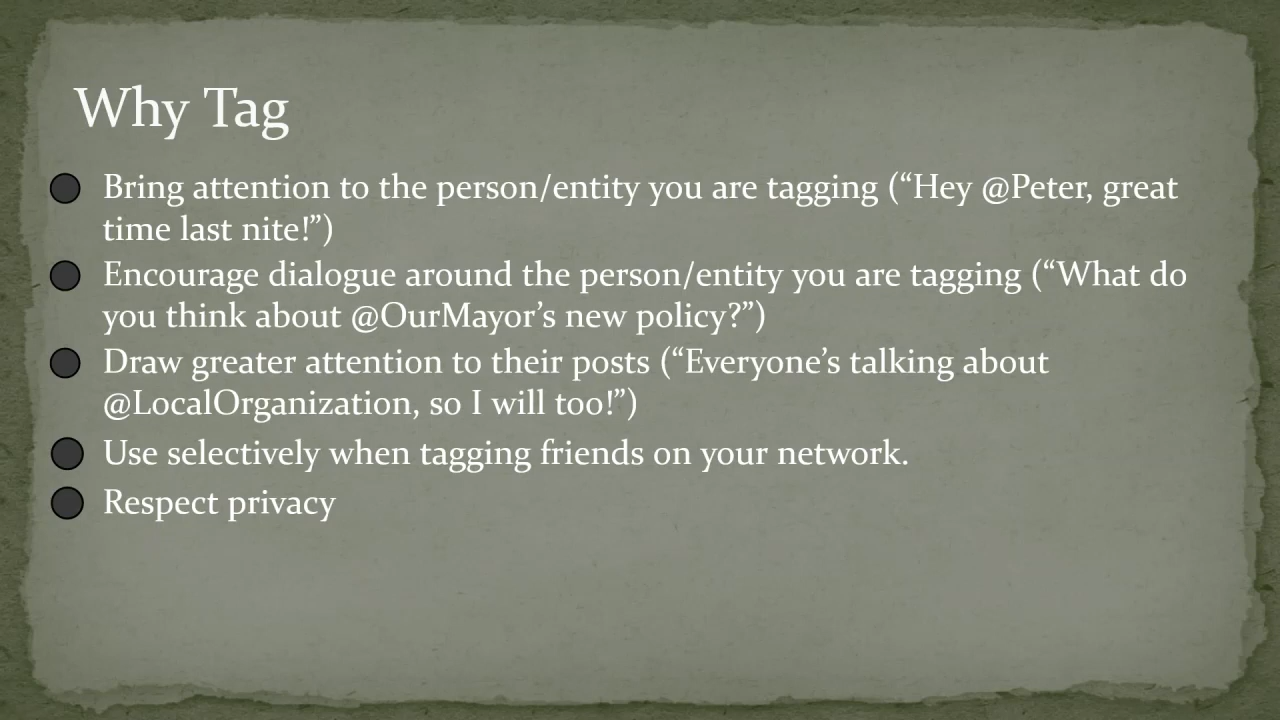 Why Tag
Bring attention to the person/entity you are tagging (“Hey @Peter, great
time last nite!”)
Encourage dialogue around the person/entity you are tagging (“What do
you think about @OurMayor’s new policy?”)
Draw greater attention to their posts (“Everyone’s talking about
@LocalOrganization, so I will too!”)
Use selectively when tagging friends on your network.
Respect privacy